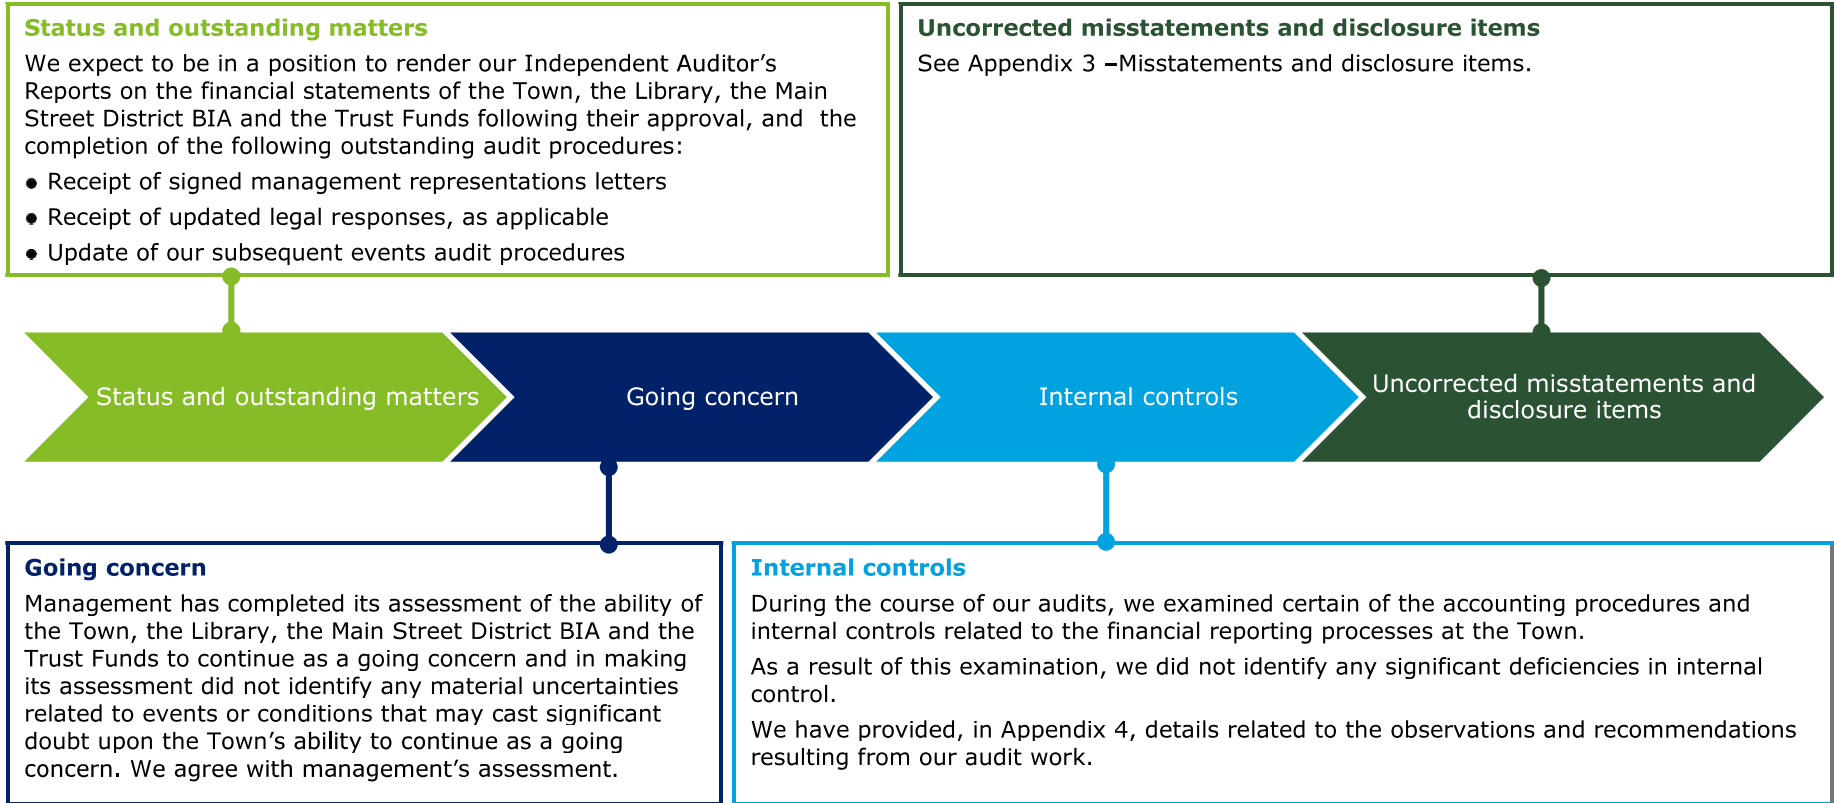 Status and outstanding matters
We expect to be in a position to render our Independent Auditor’s
Reports on the financial statements of the Town, the Library, the Main
Street District BIA and the Trust Funds following their approval, and the
completion of the following outstanding audit procedures:
● Receipt of signed management representations letters
● Receipt of updated legal responses, as applicable
● Update of our subsequent events audit procedures
Uncorrected misstatements and disclosure items
See Appendix 3 –Misstatements and disclosure items.
Status and outstanding matters
Going concern
Internal controls
Uncorrected misstatements and
disclosure items
Going concern
Management has completed its assessment of the ability of
the Town, the Library, the Main Street District BIA and the
Trust Funds to continue as a going concern and in making
its assessment did not identify any material uncertainties
related to events or conditions that may cast significant
doubt upon the Town’s ability to continue as a going
concern. We agree with management’s assessment.
Internal controls
During the course of our audits, we examined certain of the accounting procedures and
internal controls related to the financial reporting processes at the Town.
As a result of this examination, we did not identify any significant deficiencies in internal
control.
We have provided, in Appendix 4, details related to the observations and recommendations
resulting from our audit work.